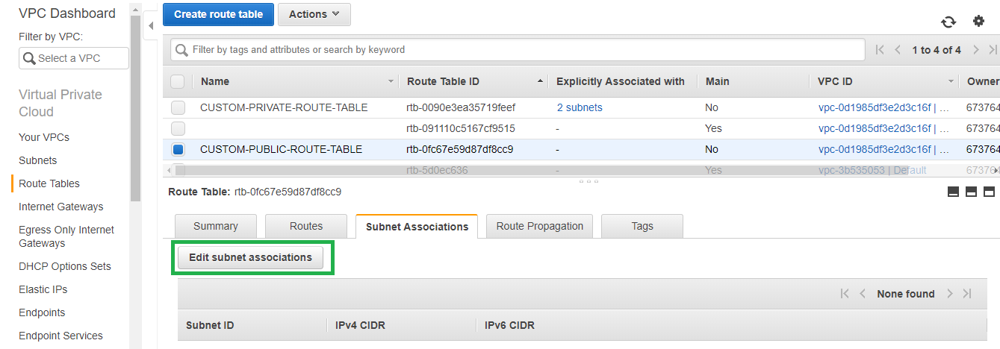 VPC Dashboard
Filter by VPC:
Select a VPC
Virtual Private
Cloud
Your VPCs
Subnets
Route Tables
Internet Gateways
Egress Only Internet
Gateways
DHCP Options Sets
Elastic IPs
Endpoints
Endpoint Services
Create route table Actions
Filter by tags and attributes or search by keyword 1 to 4 of 4
Name Route Table ID Explicitly Associated with Main VPC ID Owner
CUSTOM-PRIVATE-ROUTE-TABLE rtb-0090e3ea35719feef 2 subnets No vpc-0d1985df3e2d3c16f | ... 673764
rtb-091110c5167cf9515 - Yes vpc-0d1985df3e2d3c16f | ... 673764
CUSTOM-PUBLIC-ROUTE-TABLE rtb-0fc67e59d87df8cc9 - No vpc-0d1985df3e2d3c16f | ... 673764
rtb-5d0ec636 - Yes vpc-3b535053 | Default 673764
Route Table: rtb-0fc67e59d87df8cc9
Summary Routes Subnet Associations Route Propagation Tags
Edit subnet associations
None found
Subnet ID IPv4 CIDR IPv6 CIDR